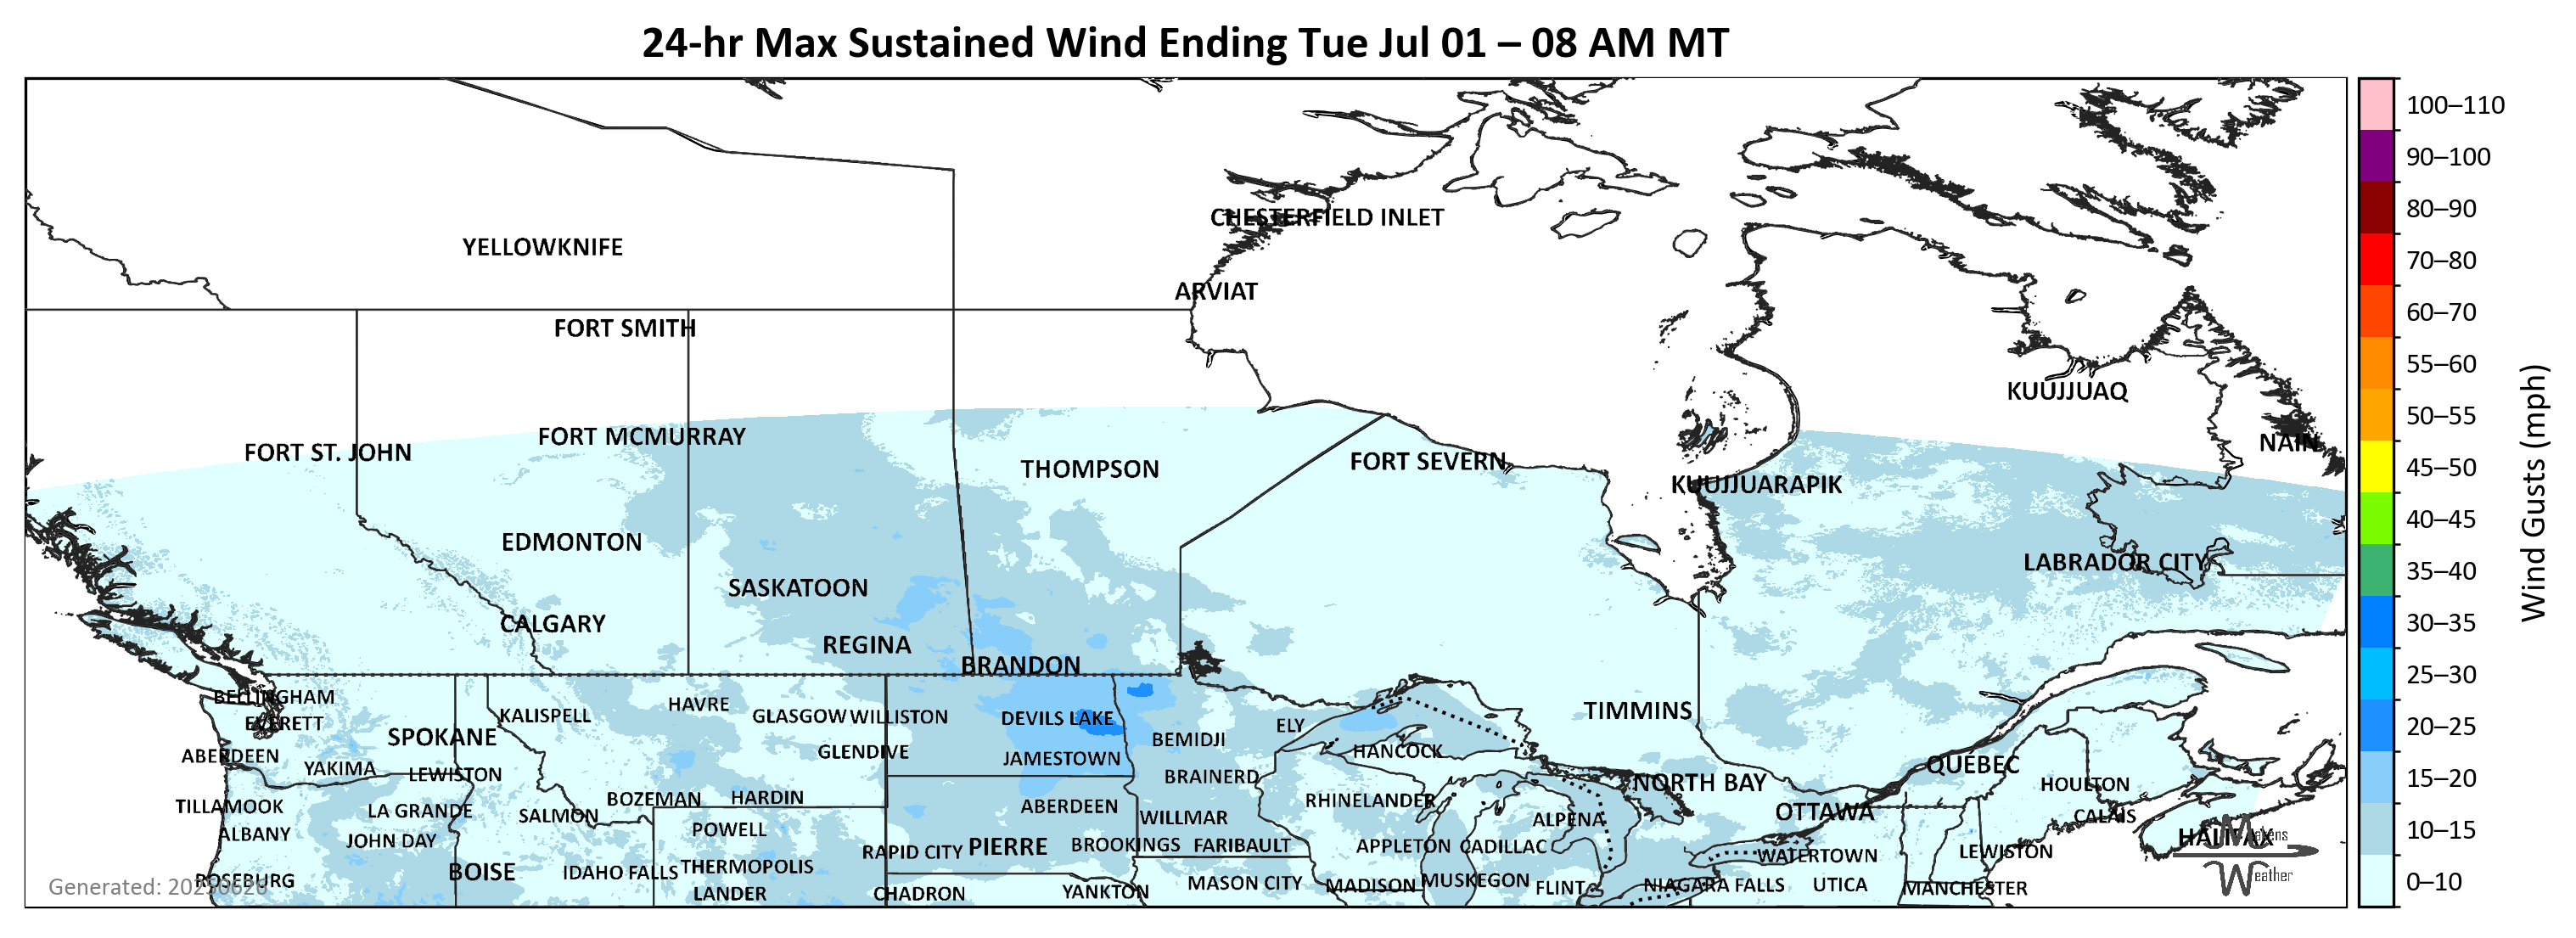 24-hr Max Sustained Wind Ending Tue Jul 01 – 08 AM MT
100–110
90–100
80–90
70–80
60–70
55–60
50–55
45–50
40–45
35–40
30–35
25–30
20–25
15–20
10–15
0–10
Wind Gusts (mph)
CHESTERFIELD INLET
YELLOWKNIFE
ARVIAT
FORT SMITH
KUUJJUAQ
FORT MCMURRAY
NAIN
FORT ST. JOHN
FORT SEVERN
THOMPSON
KUUJJUARAPIK
EDMONTON
LABRADOR CITY
SASKATOON
CALGARY
REGINA
BRANDON
BELLINGHAM
HAVRE
KALISPELL
GLASGOW
WILLISTON
DEVILS LAKE
TIMMINS
EVERETT
ELY
SPOKANE
BEMIDJI
ABERDEEN
GLENDIVE
JAMESTOWN
HANCOCK
QUÉBEC
YAKIMA
LEWISTON
BRAINERD
NORTH BAY
HOULTON
TILLAMOOK
LA GRANDE
BOZEMAN
HARDIN
ABERDEEN
RHINELANDER
OTTAWA
SALMON
WILLMAR
ALPENA
CALAIS
ALBANY
JOHN DAY
POWELL
HALIFAX
RAPID CITY
PIERRE
BROOKINGS
FARIBAULT
APPLETON
CADILLAC
WATERTOWN
LEWISTON
BOISE
IDAHO FALLS
THERMOPOLIS
ROSEBURG
MASON CITY
MADISON
MUSKEGON
FLINT
NIAGARA FALLS
UTICA
MANCHESTER
LANDER
CHADRON
YANKTON
Generated: 20250628
Makens
Weather